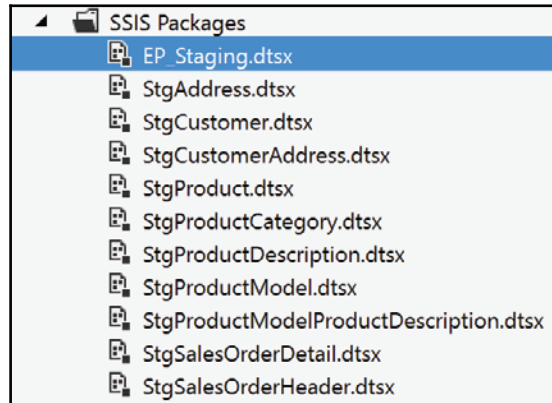 SSIS Packages
EP_Staging.dtsx
StgAddress.dtsx
StgCustomer.dtsx
StgCustomerAddress.dtsx
StgProduct.dtsx
StgProductCategory.dtsx
StgProductDescription.dtsx
StgProductModel.dtsx
StgProductModelProductDescription.dtsx
StgSalesOrderDetail.dtsx
StgSalesOrderHeader.dtsx